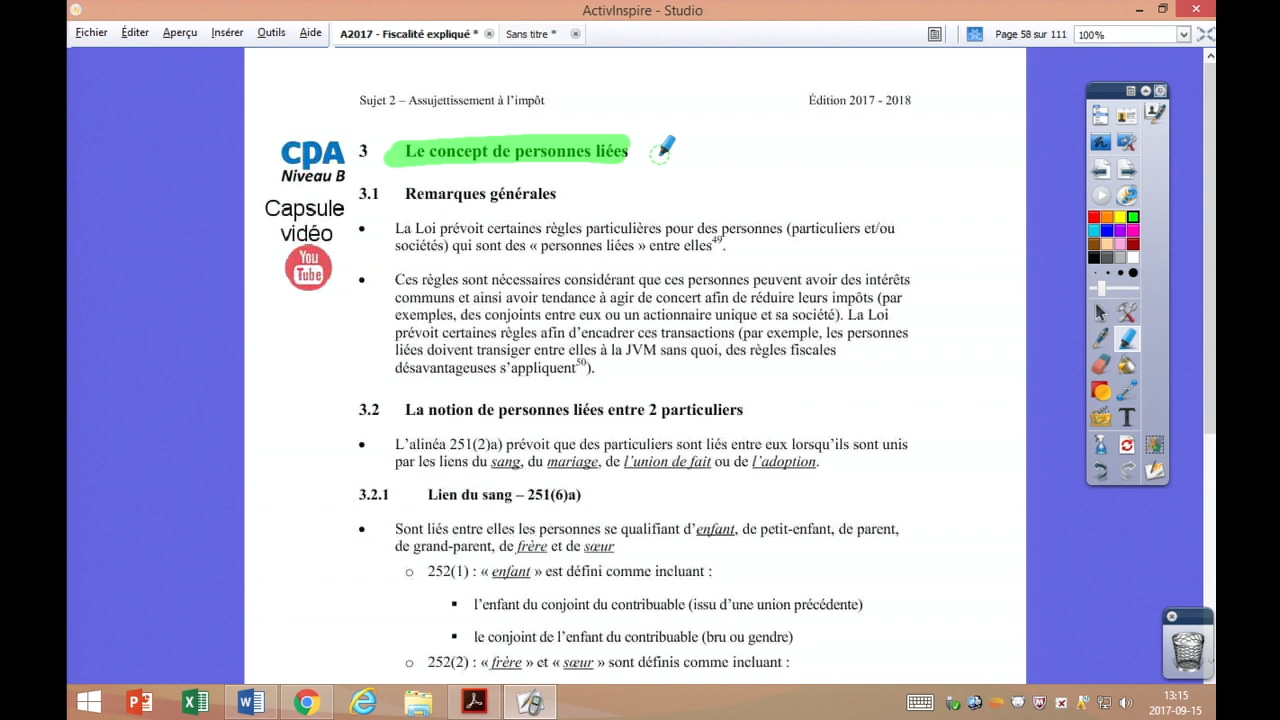 ActivInspire - Studio
Fichier Éditer Aperçu Insérer Outils Aide
A2017 - Fiscalité expliqué *
Sans titre *
Page 58 sur 111
100%
Sujet 2 – Assujettissement à l'impôt
Édition 2017 - 2018
CPA
Niveau B
Capsule
vidéo
You
Tube
3 Le concept de personnes liées
3.1 Remarques générales
• La Loi prévoit certaines règles particulières pour des personnes (particuliers et/ou
sociétés) qui sont des « personnes liées » entre elles49.
• Ces règles sont nécessaires considérant que ces personnes peuvent avoir des intérêts
communs et ainsi avoir tendance à agir de concert afin de réduire leurs impôts (par
exemples, des conjoints entre eux ou un actionnaire unique et sa société). La Loi
prévoit certaines règles afin d'encadrer ces transactions (par exemple, les personnes
liées doivent transiger entre elles à la JVM sans quoi, des règles fiscales
désavantageuses s'appliquent50).
3.2 La notion de personnes liées entre 2 particuliers
• L'alinéa 251(2)a) prévoit que des particuliers sont liés entre eux lorsqu'ils sont unis
par les liens du sang, du mariage, de l'union de fait ou de l'adoption.
3.2.1 Lien du sang – 251(6)a)
• Sont liés entre elles les personnes se qualifiant d'enfant, de petit-enfant, de parent,
de grand-parent, de frère et de sœur
o 252(1) : « enfant » est défini comme incluant :
▪ l'enfant du conjoint du contribuable (issu d'une union précédente)
▪ le conjoint de l'enfant du contribuable (bru ou gendre)
o 252(2) : « frère » et « sœur » sont définis comme incluant :
13:15
2017-09-15